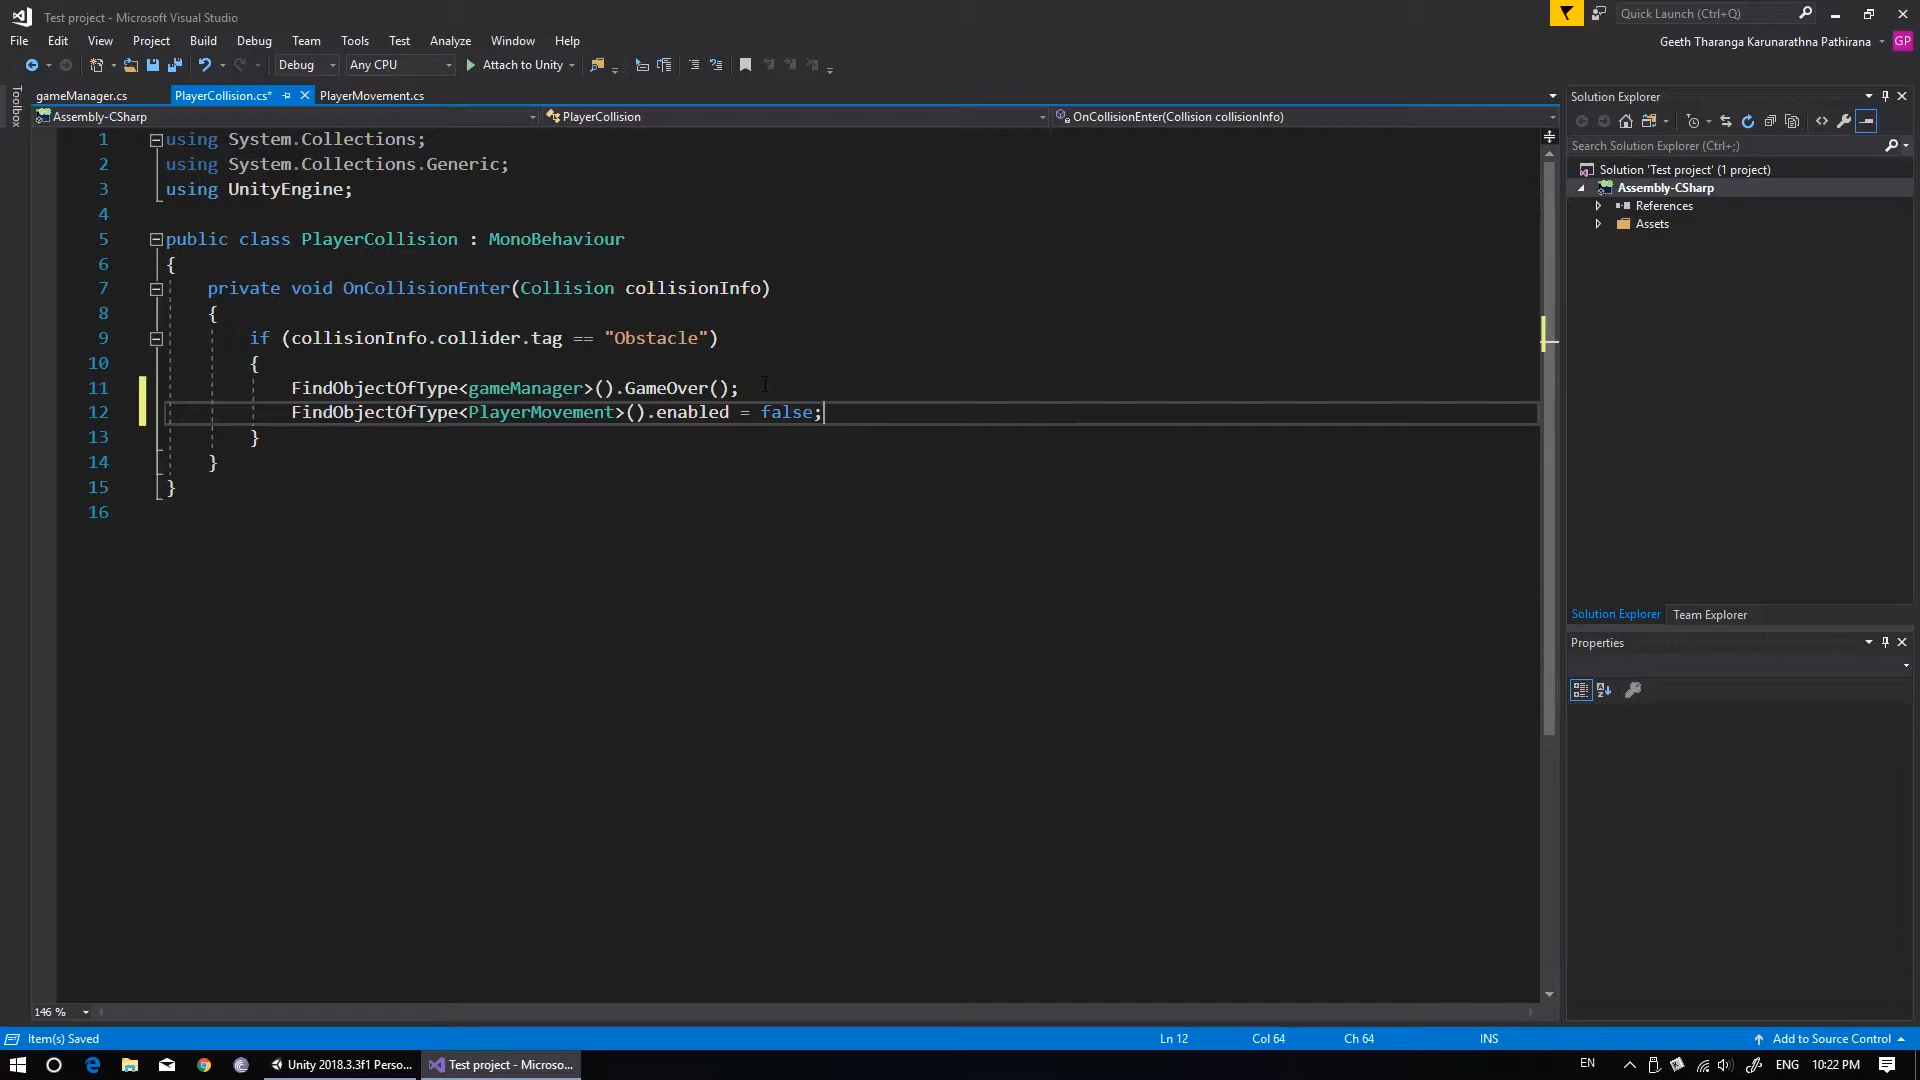 Test project - Microsoft Visual Studio
Quick Launch (Ctrl+Q)
File Edit View Project Build Debug Team Tools Test Analyze Window Help
Geeth Tharanga Karunarathna Pathirana GP
Debug Any CPU Attach to Unity
Toolbox
gameManager.cs PlayerCollision.cs* PlayerMovement.cs
Assembly-CSharp PlayerCollision OnCollisionEnter(Collision collisionInfo)
1 using System.Collections;
2 using System.Collections.Generic;
3 using UnityEngine;
4
5 public class PlayerCollision : MonoBehaviour
6 {
7 private void OnCollisionEnter(Collision collisionInfo)
8 {
9 if (collisionInfo.collider.tag == "Obstacle")
10 {
11 FindObjectOfType<gameManager>().GameOver();
12 FindObjectOfType<PlayerMovement>().enabled = false;
13 }
14 }
15 }
16
Solution Explorer
Search Solution Explorer (Ctrl+;)
Solution 'Test project' (1 project)
Assembly-CSharp
References
Assets
Solution Explorer Team Explorer
Properties
146 %
Item(s) Saved Ln 12 Col 64 Ch 64 INS Add to Source Control
Unity 2018.3.3f1 Perso... Test project - Microso... EN ENG 10:22 PM